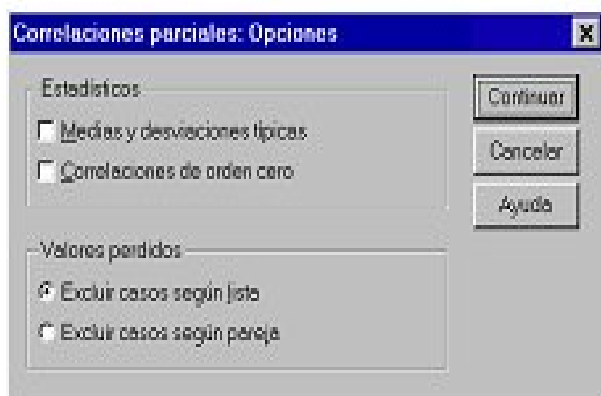 Correlaciones parciales: Opciones
Estadísticos
Medias y desviaciones típicas
Correlaciones de orden cero
Continuar
Cancelar
Ayuda
Valores perdidos
Excluir casos según lista
Excluir casos según pareja